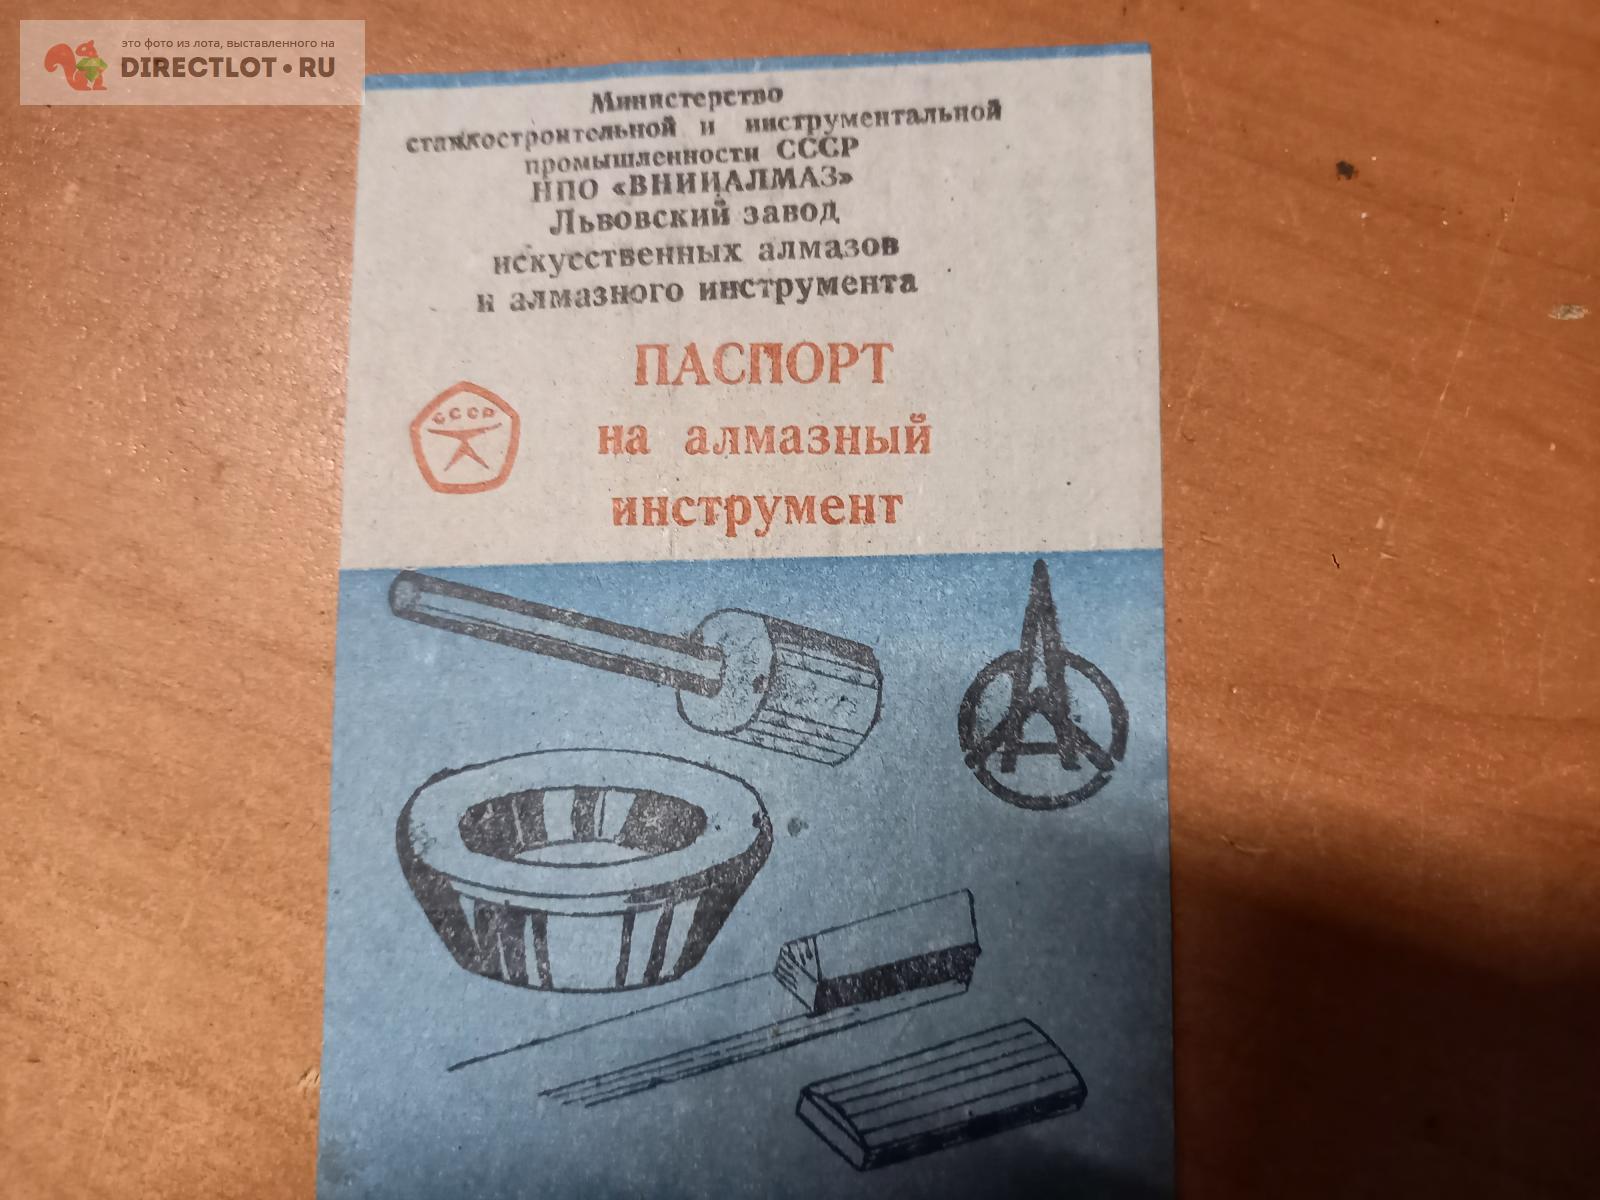 это фото из лота, выставленного на
DIRECTLOT•RU
Министерство
станкостроительной и инструментальной
промышленности СССР
НПО «ВНИИАЛМАЗ»
Львовский завод
искусственных алмазов
и алмазного инструмента
ПАСПОРТ
СССР
на алмазный
инструмент